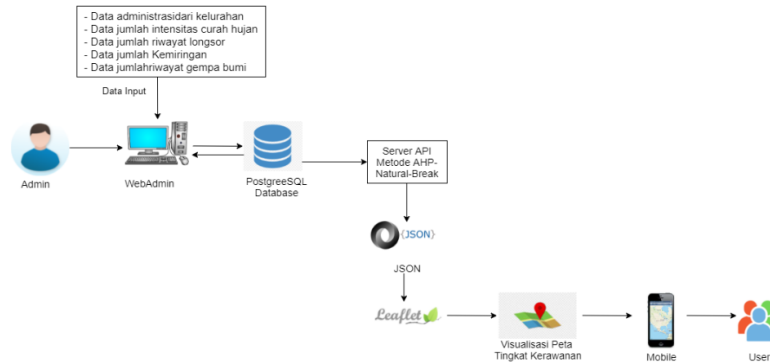 - Data administrasidari kelurahan
- Data jumlah intensitas curah hujan
- Data jumlah riwayat longsor
- Data jumlah Kemiringan
- Data jumlahriwayat gempa bumi
Data Input
Admin
WebAdmin
PostgreeSQL
Database
Server API
Metode AHP-
Natural-Break
{JSON}
JSON
Leaflet
Visualisasi Peta
Tingkat Kerawanan
Mobile
User